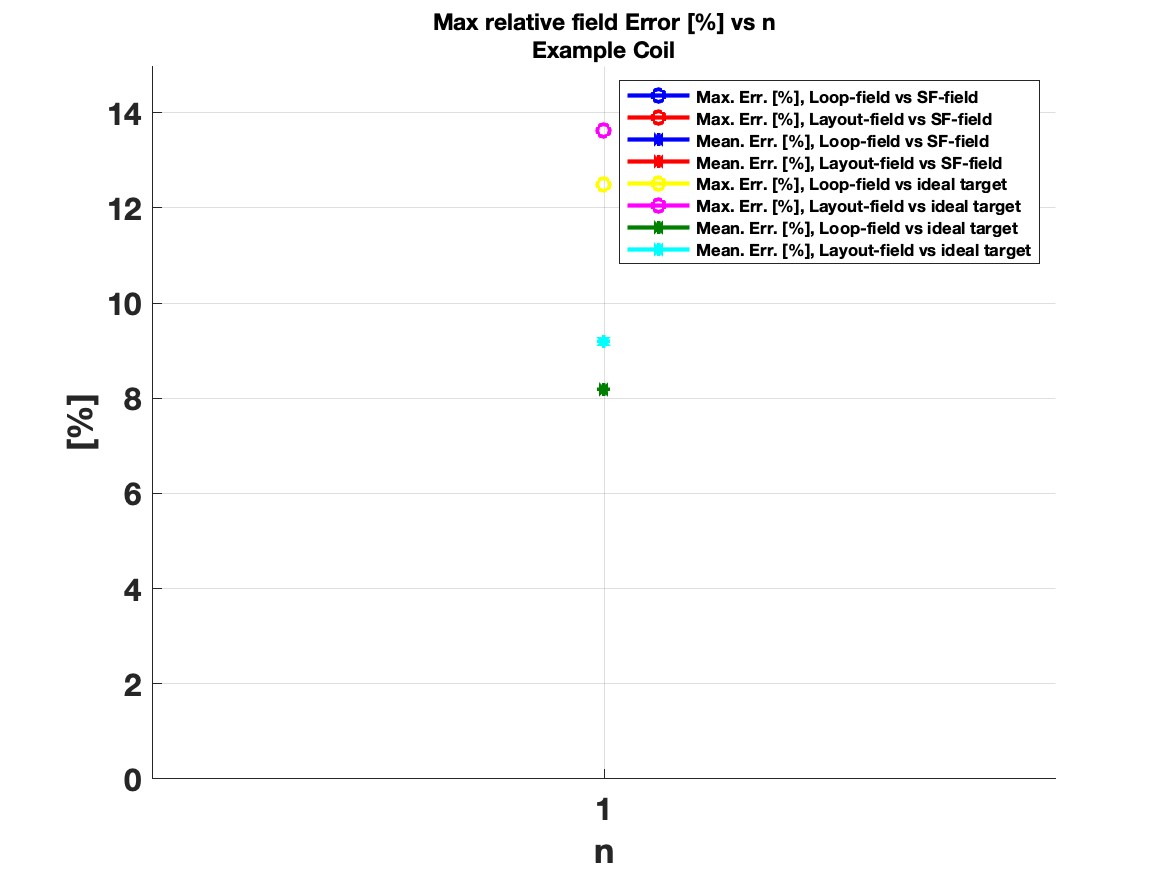 Max relative field Error [%] vs n
Example Coil
14
12
10
8
6
4
2
0
[%]
1
n
Max. Err. [%], Loop-field vs SF-field
Max. Err. [%], Layout-field vs SF-field
Mean. Err. [%], Loop-field vs SF-field
Mean. Err. [%], Layout-field vs SF-field
Max. Err. [%], Loop-field vs ideal target
Max. Err. [%], Layout-field vs ideal target
Mean. Err. [%], Loop-field vs ideal target
Mean. Err. [%], Layout-field vs ideal target